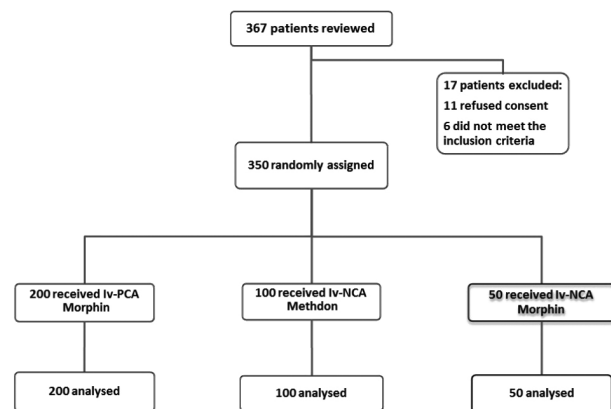 367 patients reviewed
17 patients excluded:
11 refused consent
6 did not meet the
inclusion criteria
350 randomly assigned
200 received Iv-PCA
Morphin
100 received Iv-NCA
Methdon
50 received Iv-NCA
Morphin
200 analysed
100 analysed
50 analysed